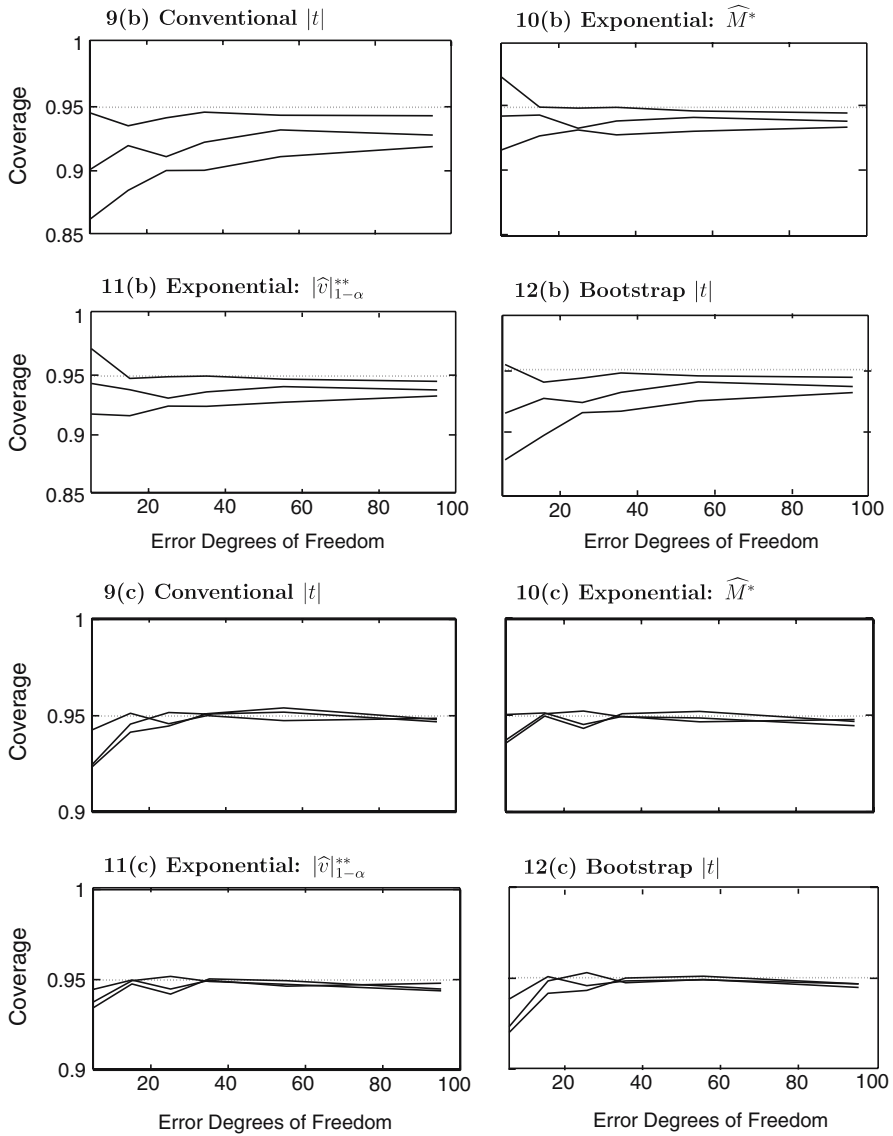 9(b) Conventional |t|
10(b) Exponential: \widehat{M}^*
1
0.95
0.9
0.85
Coverage
11(b) Exponential: |\widehat{v}|^{**}_{1-α}
12(b) Bootstrap |t|
1
0.95
0.9
0.85
Coverage
20 40 60 80 100
20 40 60 80 100
Error Degrees of Freedom
Error Degrees of Freedom
9(c) Conventional |t|
10(c) Exponential: \widehat{M}^*
1
0.95
0.9
Coverage
11(c) Exponential: |\widehat{v}|^{**}_{1-α}
12(c) Bootstrap |t|
1
0.95
0.9
Coverage
20 40 60 80 100
20 40 60 80 100
Error Degrees of Freedom
Error Degrees of Freedom